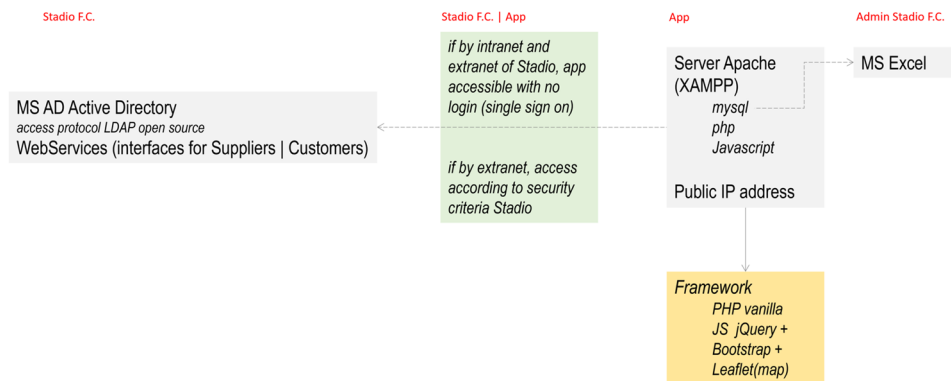 Stadio F.C.
Stadio F.C. | App
App
Admin Stadio F.C.
MS AD Active Directory
access protocol LDAP open source
WebServices (interfaces for Suppliers | Customers)
if by intranet and
extranet of Stadio, app
accessible with no
login (single sign on)
if by extranet, access
according to security
criteria Stadio
Server Apache
(XAMPP)
mysql
php
Javascript
Public IP address
MS Excel
Framework
PHP vanilla
JS jQuery +
Bootstrap +
Leaflet(map)